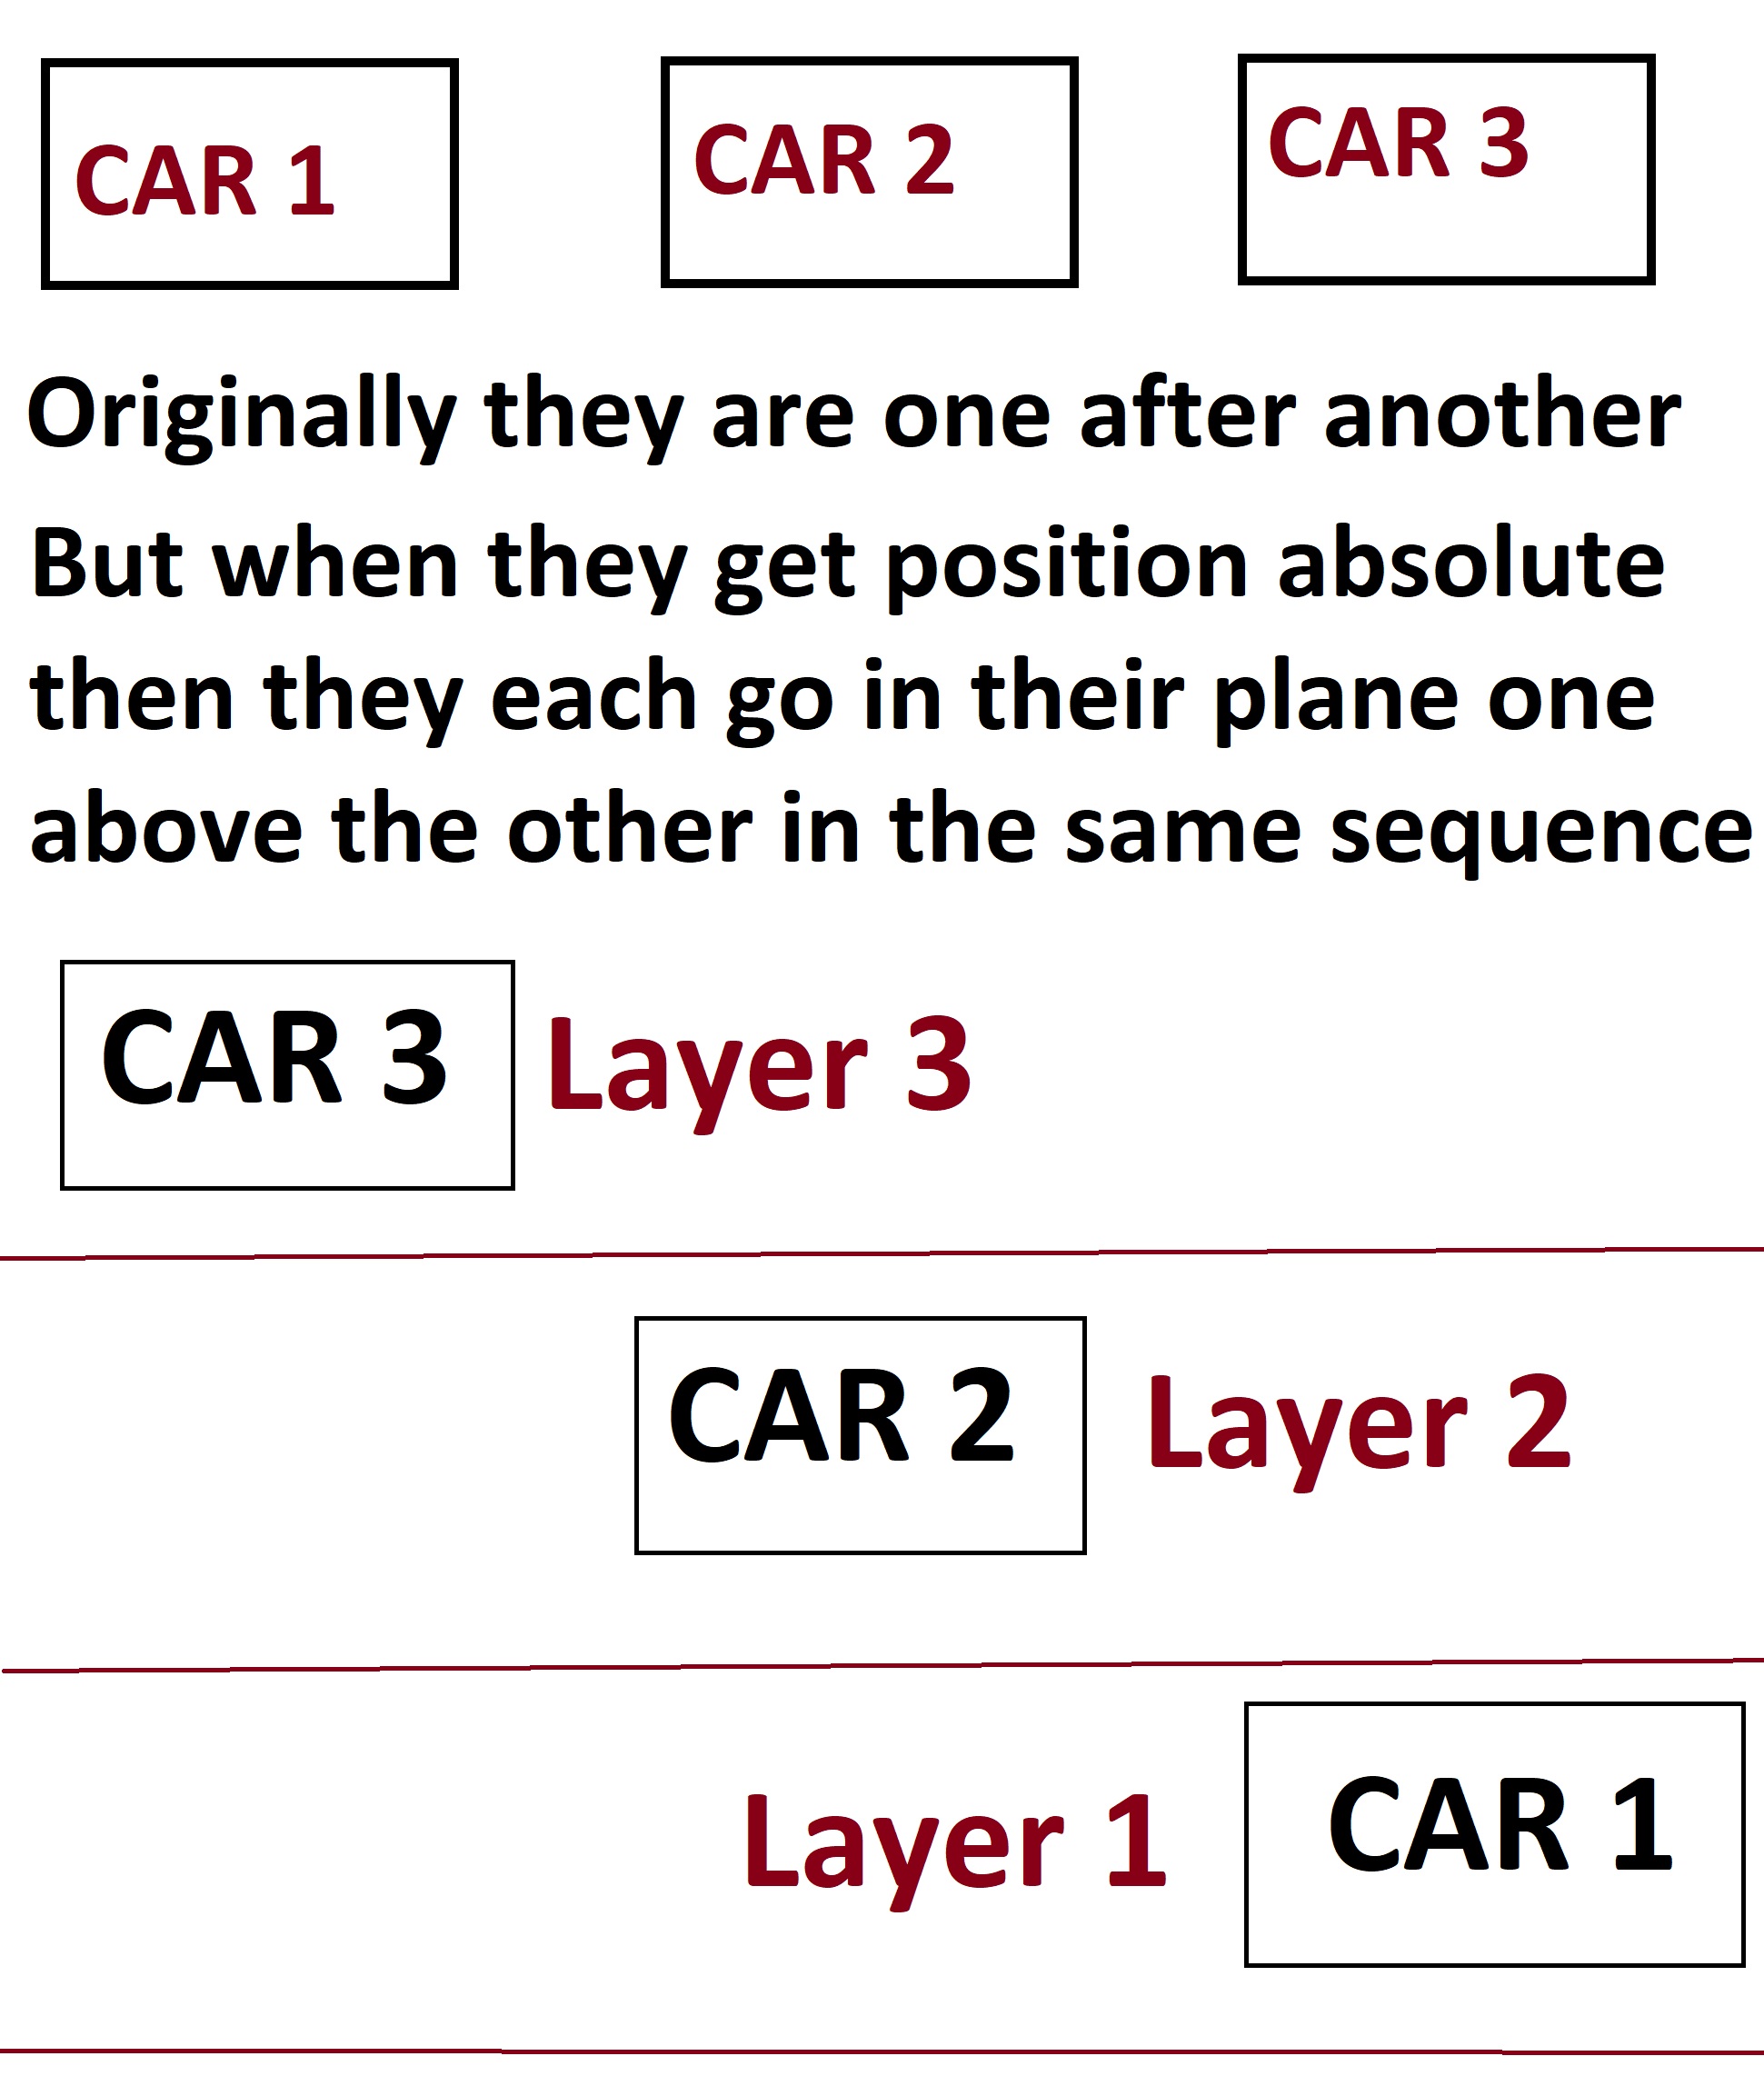 CAR 1 CAR 2 CAR 3
Originally they are one after another
But when they get position absolute
then they each go in their plane one
above the other in the same sequence
CAR 3 Layer 3
CAR 2 Layer 2
Layer 1 CAR 1